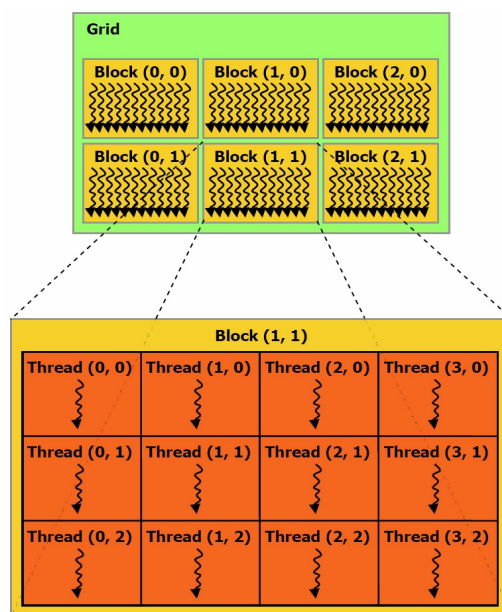 Grid
Block (0, 0) Block (1, 0) Block (2, 0)
Block (0, 1) Block (1, 1) Block (2, 1)
Block (1, 1)
Thread (0, 0) Thread (1, 0) Thread (2, 0) Thread (3, 0)
Thread (0, 1) Thread (1, 1) Thread (2, 1) Thread (3, 1)
Thread (0, 2) Thread (1, 2) Thread (2, 2) Thread (3, 2)